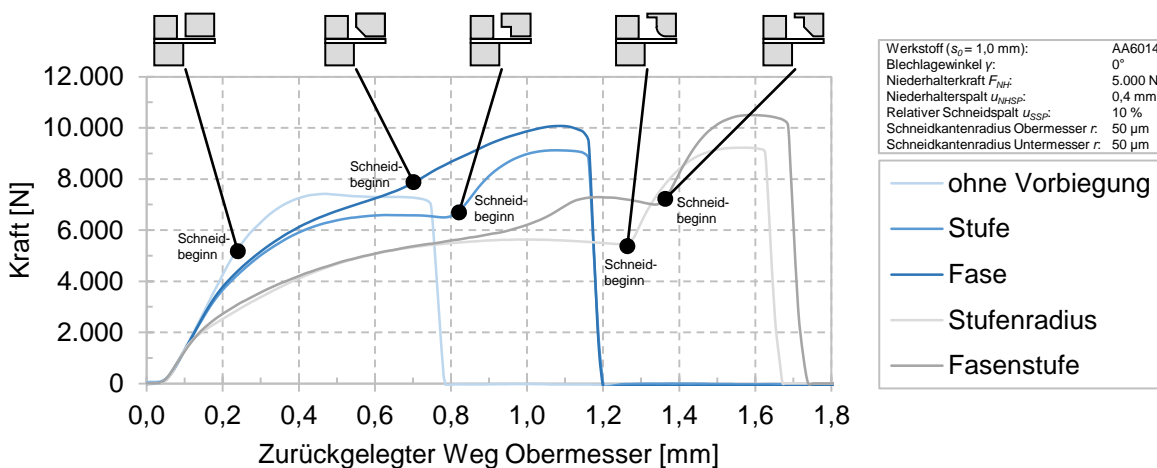 12.000
10.000
8.000
6.000
4.000
2.000
0
Kraft [N]
0,0 0,2 0,4 0,6 0,8 1,0 1,2 1,4 1,6 1,8
Zurückgelegter Weg Obermesser [mm]
Schneid-
beginn
Schneid-
beginn
Schneid-
beginn
Schneid-
beginn
Schneid-
beginn
Werkstoff (s0 = 1,0 mm): AA6014
Blechlagewinkel γ: 0°
Niederhalterkraft FNH: 5.000 N
Niederhalterspalt uNHSP: 0,4 mm
Relativer Schneidspalt uSSP: 10 %
Schneidkantenradius Obermesser r: 50 µm
Schneidkantenradius Untermesser r: 50 µm
ohne Vorbiegung
Stufe
Fase
Stufenradius
Fasenstufe